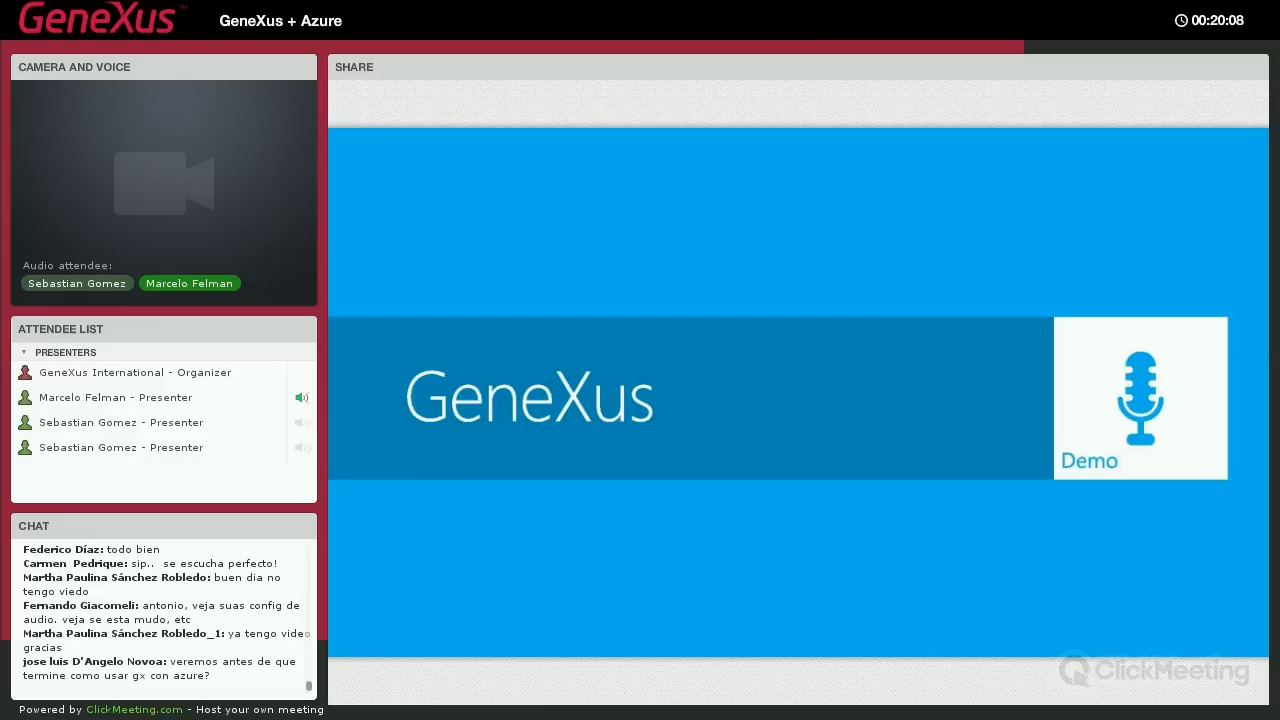 GeneXus™
GeneXus + Azure
00:20:08
CAMERA AND VOICE
Audio attendee:
Sebastian Gomez
Marcelo Felman
ATTENDEE LIST
PRESENTERS
GeneXus International - Organizer
Marcelo Felman - Presenter
Sebastian Gomez - Presenter
Sebastian Gomez - Presenter
CHAT
Federico Díaz: todo bien
Carmen Pedrique: sip.. se escucha perfecto!
Martha Paulina Sánchez Robledo: buen dia no
tengo viedo
Fernando Giacomeli: antonio, veja suas config de
audio. veja se esta mudo, etc
Martha Paulina Sánchez Robledo_1: ya tengo video
gracias
jose luis D'Angelo Novoa: veremos antes de que
termine como usar gx con azure?
Powered by ClickMeeting.com - Host your own meeting
SHARE
GeneXus
Demo
ClickMeeting